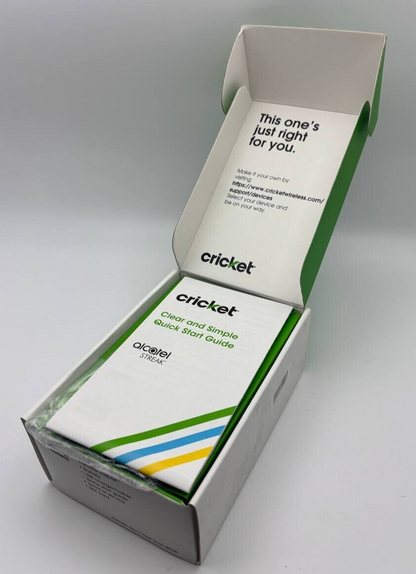 This one's
just right
for you.
Make it your own by
visiting
https://www.cricketwireless.com/
support/devices
Select your device and
be on your way.
cricket
cricket
Clear and Simple
Quick Start Guide
alcatel
STREAK